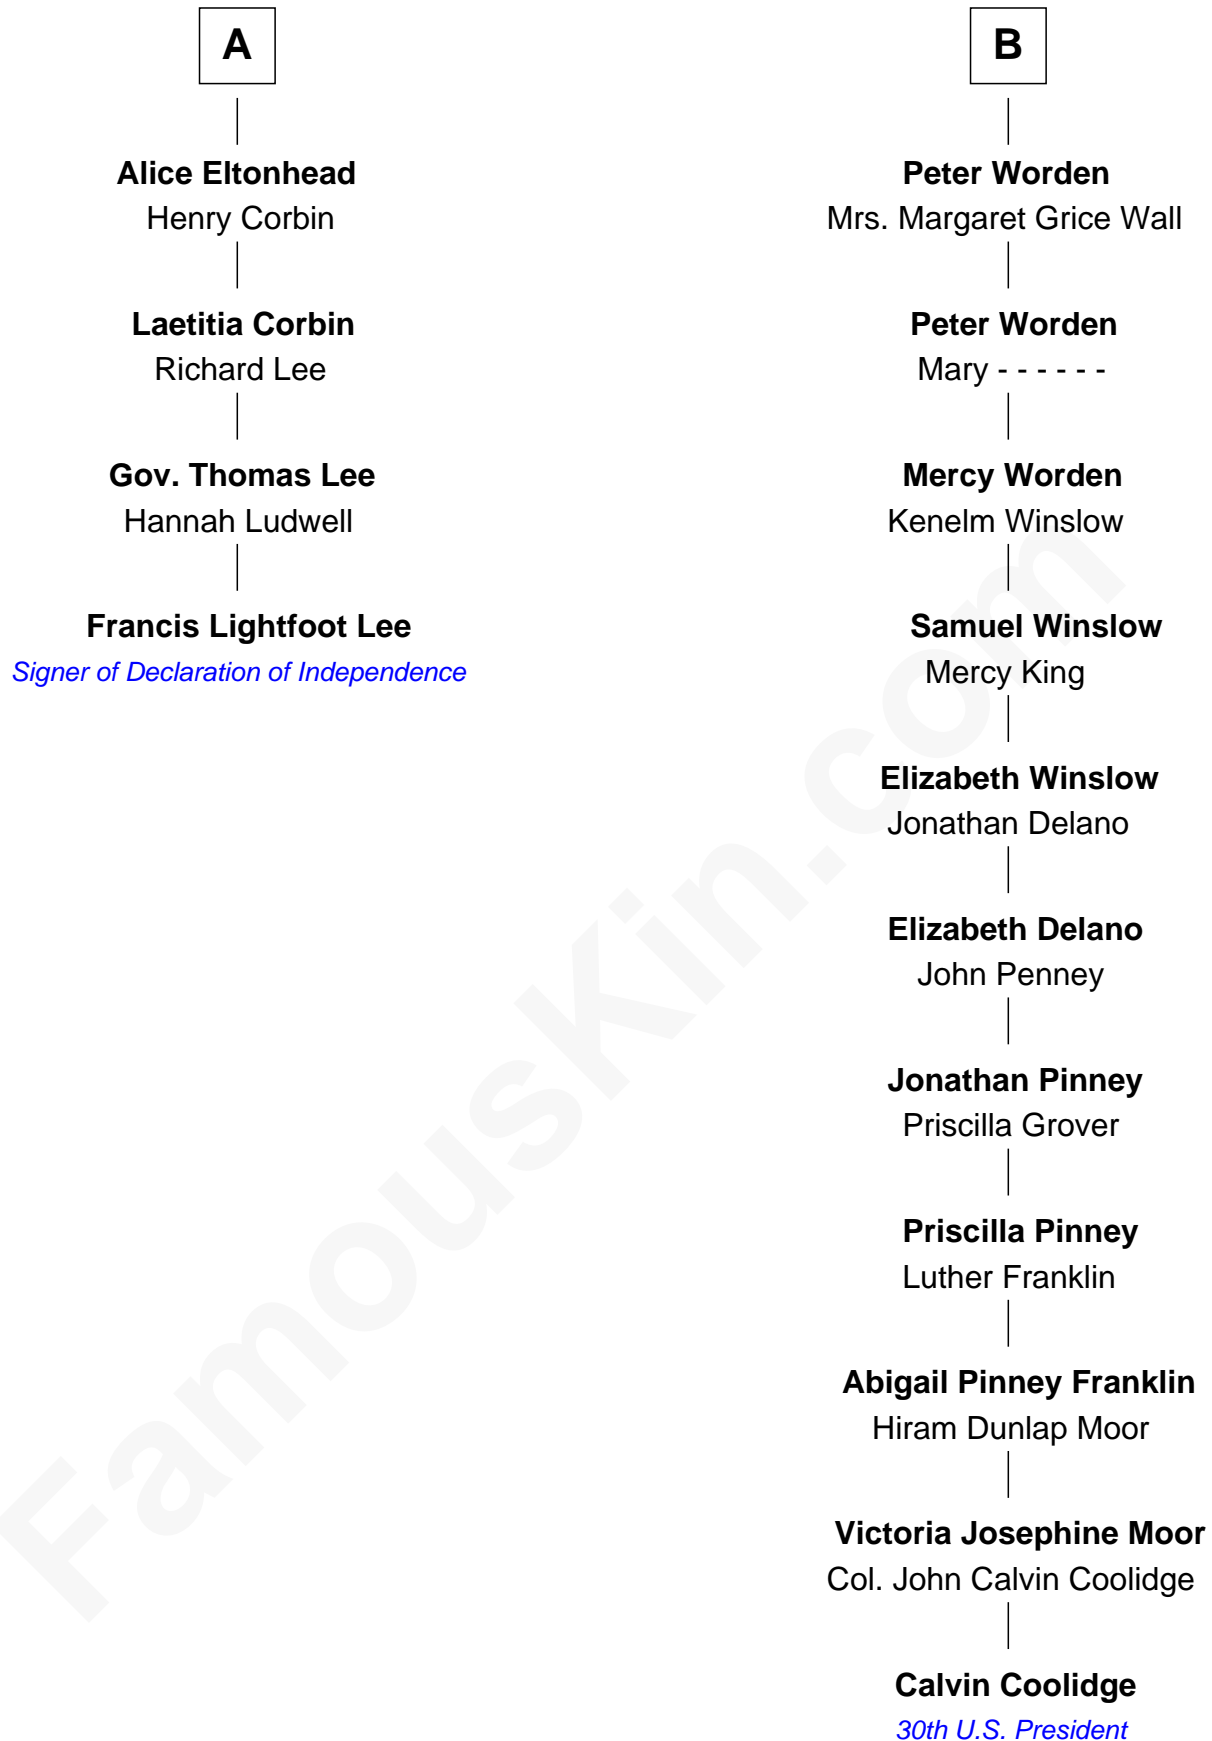 A
Alice Eltonhead
Henry Corbin
Laetitia Corbin
Richard Lee
Gov. Thomas Lee
Hannah Ludwell
Francis Lightfoot Lee
Signer of Declaration of Independence
B
Peter Worden
Mrs. Margaret Grice Wall
Peter Worden
Mary - - - - - -
Mercy Worden
Kenelm Winslow
Samuel Winslow
Mercy King
Elizabeth Winslow
Jonathan Delano
Elizabeth Delano
John Penney
Jonathan Pinney
Priscilla Grover
Priscilla Pinney
Luther Franklin
Abigail Pinney Franklin
Hiram Dunlap Moor
Victoria Josephine Moor
Col. John Calvin Coolidge
Calvin Coolidge
30th U.S. President
FamousKin.com